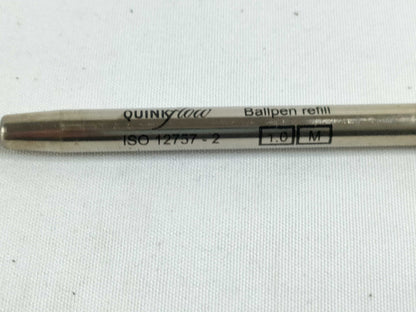 QUINKflow Ballpen refill
ISO 12757 - 2 1.0 M